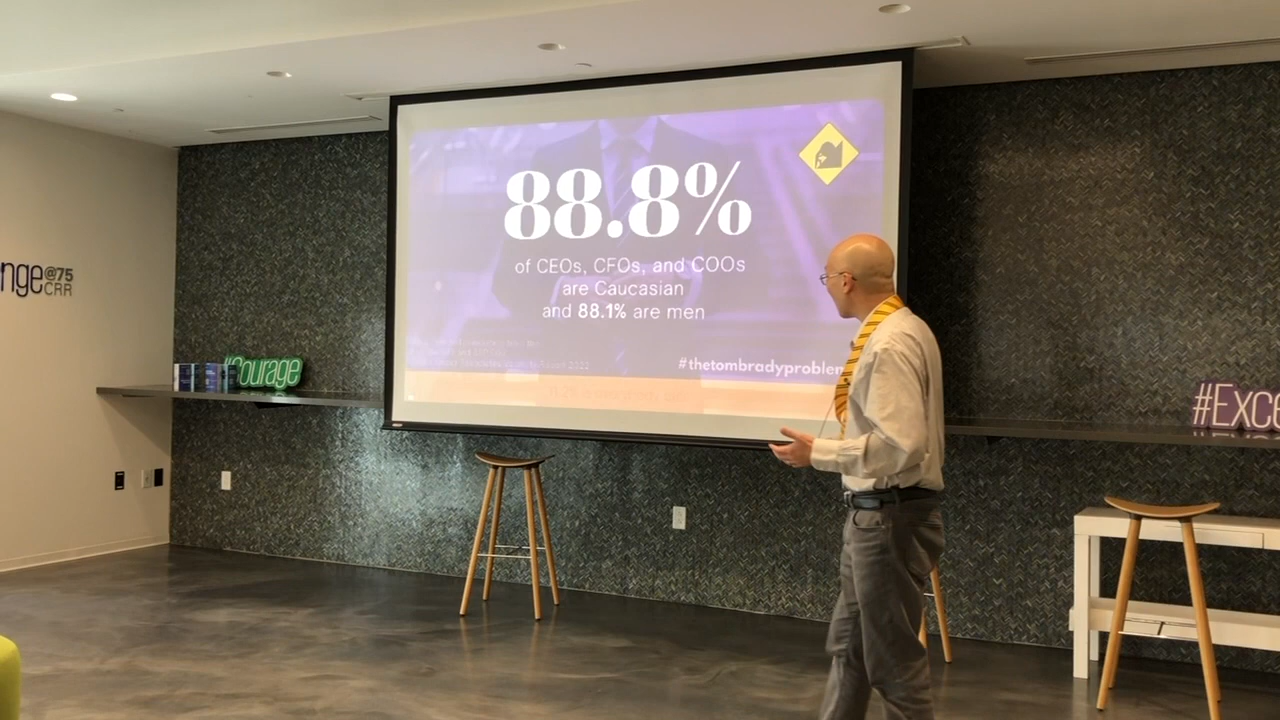 88.8%
of CEOs, CFOs, and COOs
are Caucasian
and 88.1% are men
#thetombradyproblem
nge@75
CRR
#Courage
#Exce